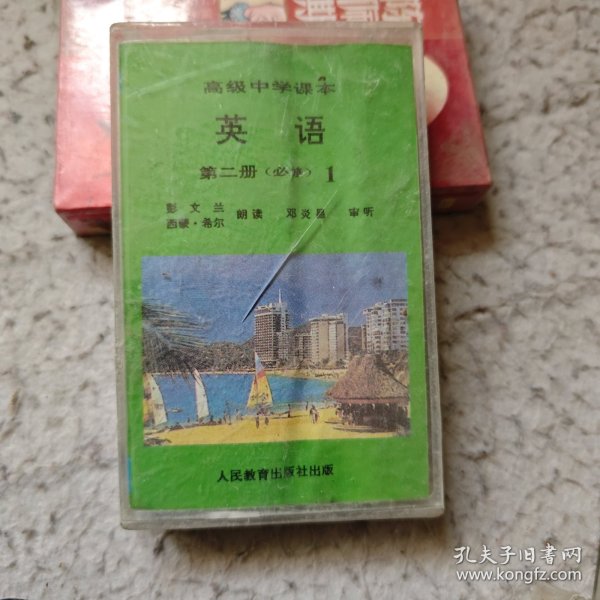 高级中学课本
英语
第二册（必修）1
彭文兰
西蒙·希尔 朗读 邓炎昌 审听
人民教育出版社出版
孔夫子旧书网
www.kongfz.com